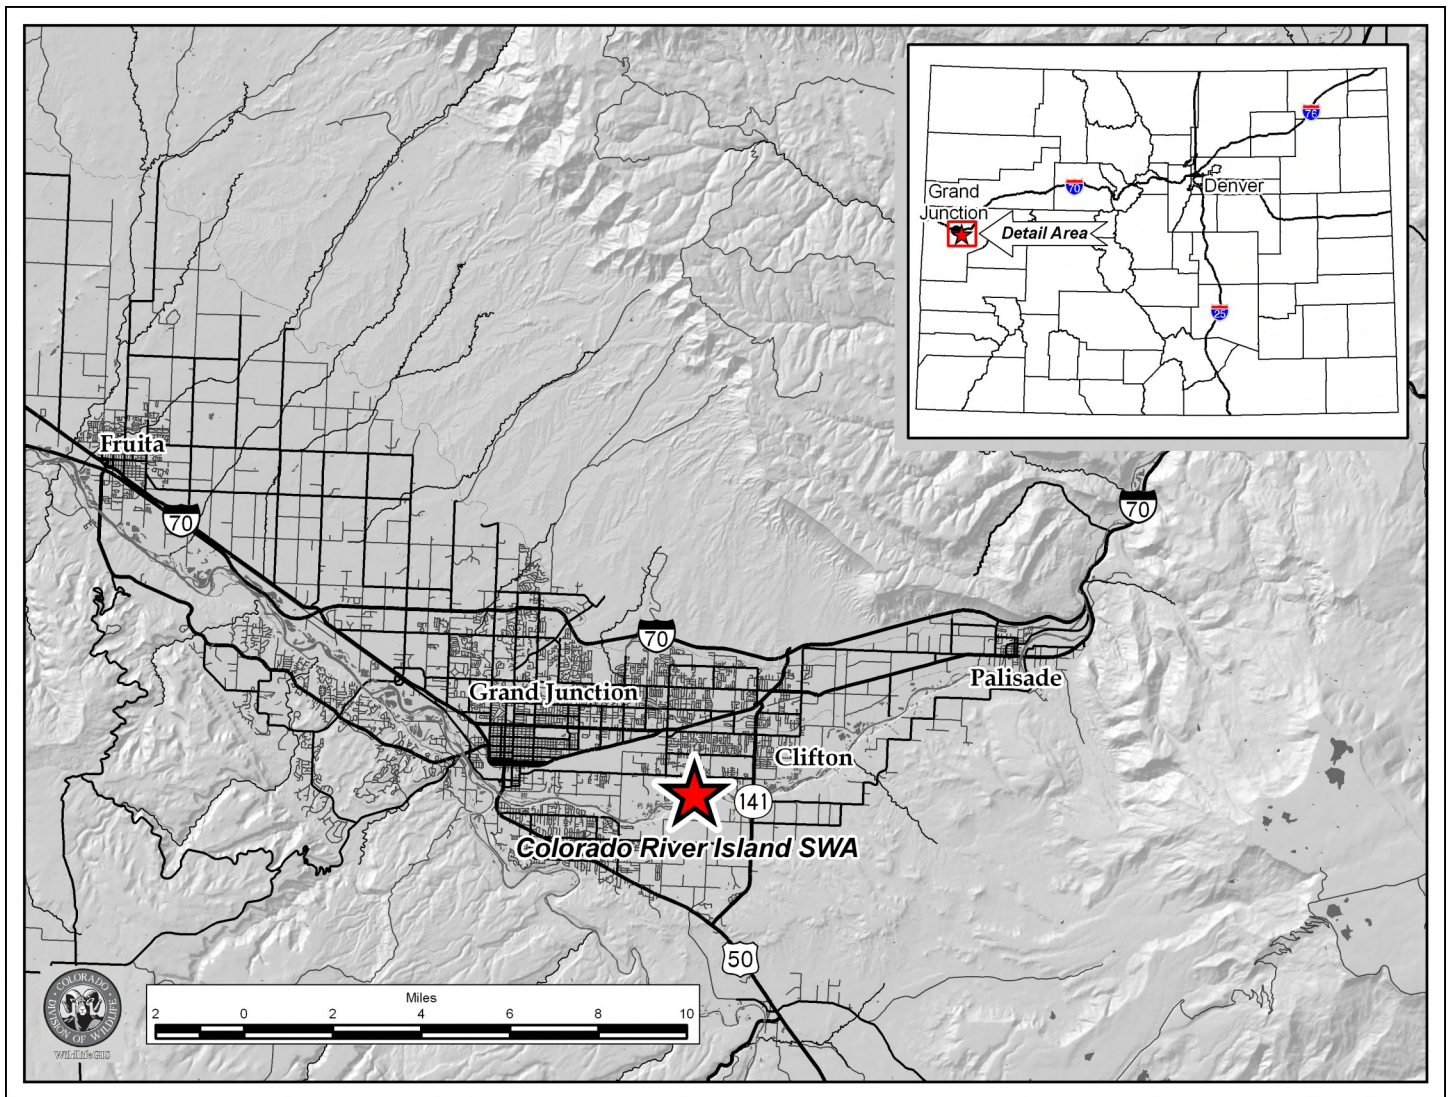 76
70
Denver
Grand
Junction
Detail Area
25
Fruita
70
70
70
Palisade
Grand Junction
Clifton
141
Colorado River Island SWA
50
COLORADO
DIVISION OF WILDLIFE
WildlifeGIS
Miles
2 0 2 4 6 8 10